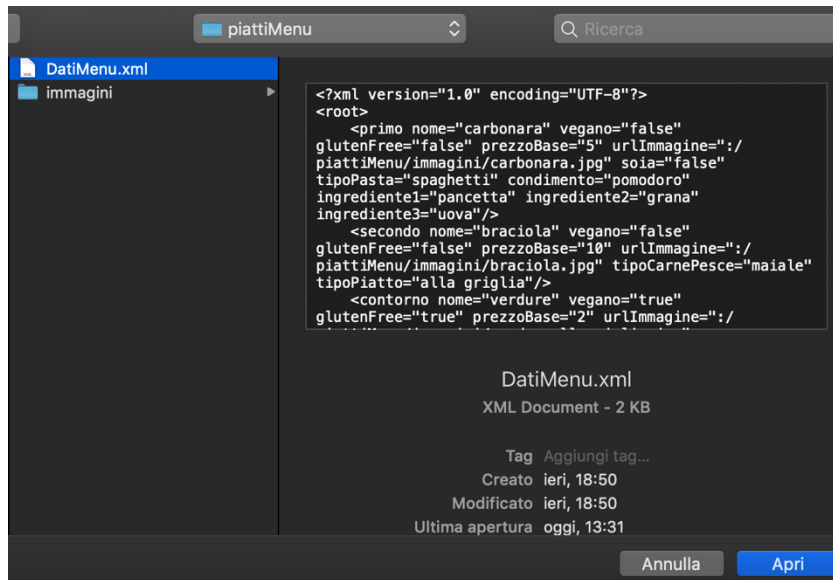 piattiMenu
Ricerca
DatiMenu.xml
immagini
<?xml version="1.0" encoding="UTF-8"?>
<root>
<primo nome="carbonara" vegano="false"
glutenFree="false" prezzoBase="5" urlImmagine=":/
piattiMenu/immagini/carbonara.jpg" soia="false"
tipoPasta="spaghetti" condimento="pomodoro"
ingrediente1="pancetta" ingrediente2="grana"
ingrediente3="uova"/>
<secondo nome="braciola" vegano="false"
glutenFree="false" prezzoBase="10" urlImmagine=":/
piattiMenu/immagini/braciola.jpg" tipoCarnePesce="maiale"
tipoPiatto="alla griglia"/>
<contorno nome="verdure" vegano="true"
glutenFree="true" prezzoBase="2" urlImmagine=":/
DatiMenu.xml
XML Document - 2 KB
Tag Aggiungi tag...
Creato ieri, 18:50
Modificato ieri, 18:50
Ultima apertura oggi, 13:31
Annulla
Apri